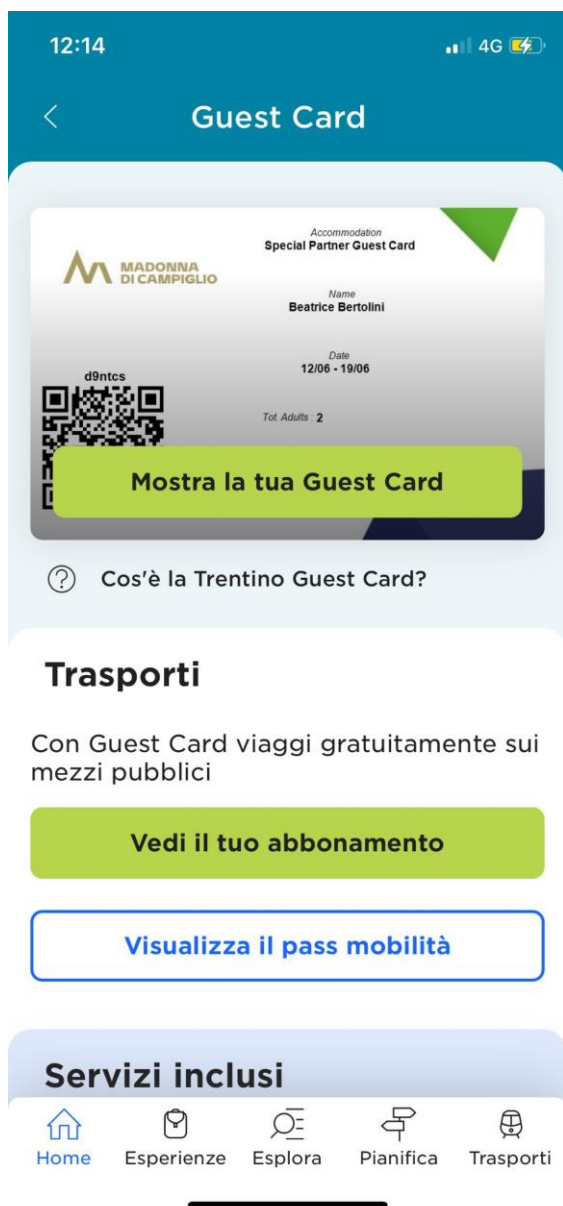 12:14
4G
Guest Card
Accommodation
Special Partner Guest Card
MADONNA
DI CAMPIGLIO
Name
Beatrice Bertolini
Date
12/06 - 19/06
d9ntcs
Tot. Adults : 2
Mostra la tua Guest Card
Cos'è la Trentino Guest Card?
Trasporti
Con Guest Card viaggi gratuitamente sui
mezzi pubblici
Vedi il tuo abbonamento
Visualizza il pass mobilità
Servizi inclusi
Home Esperienze Esplora Pianifica Trasporti